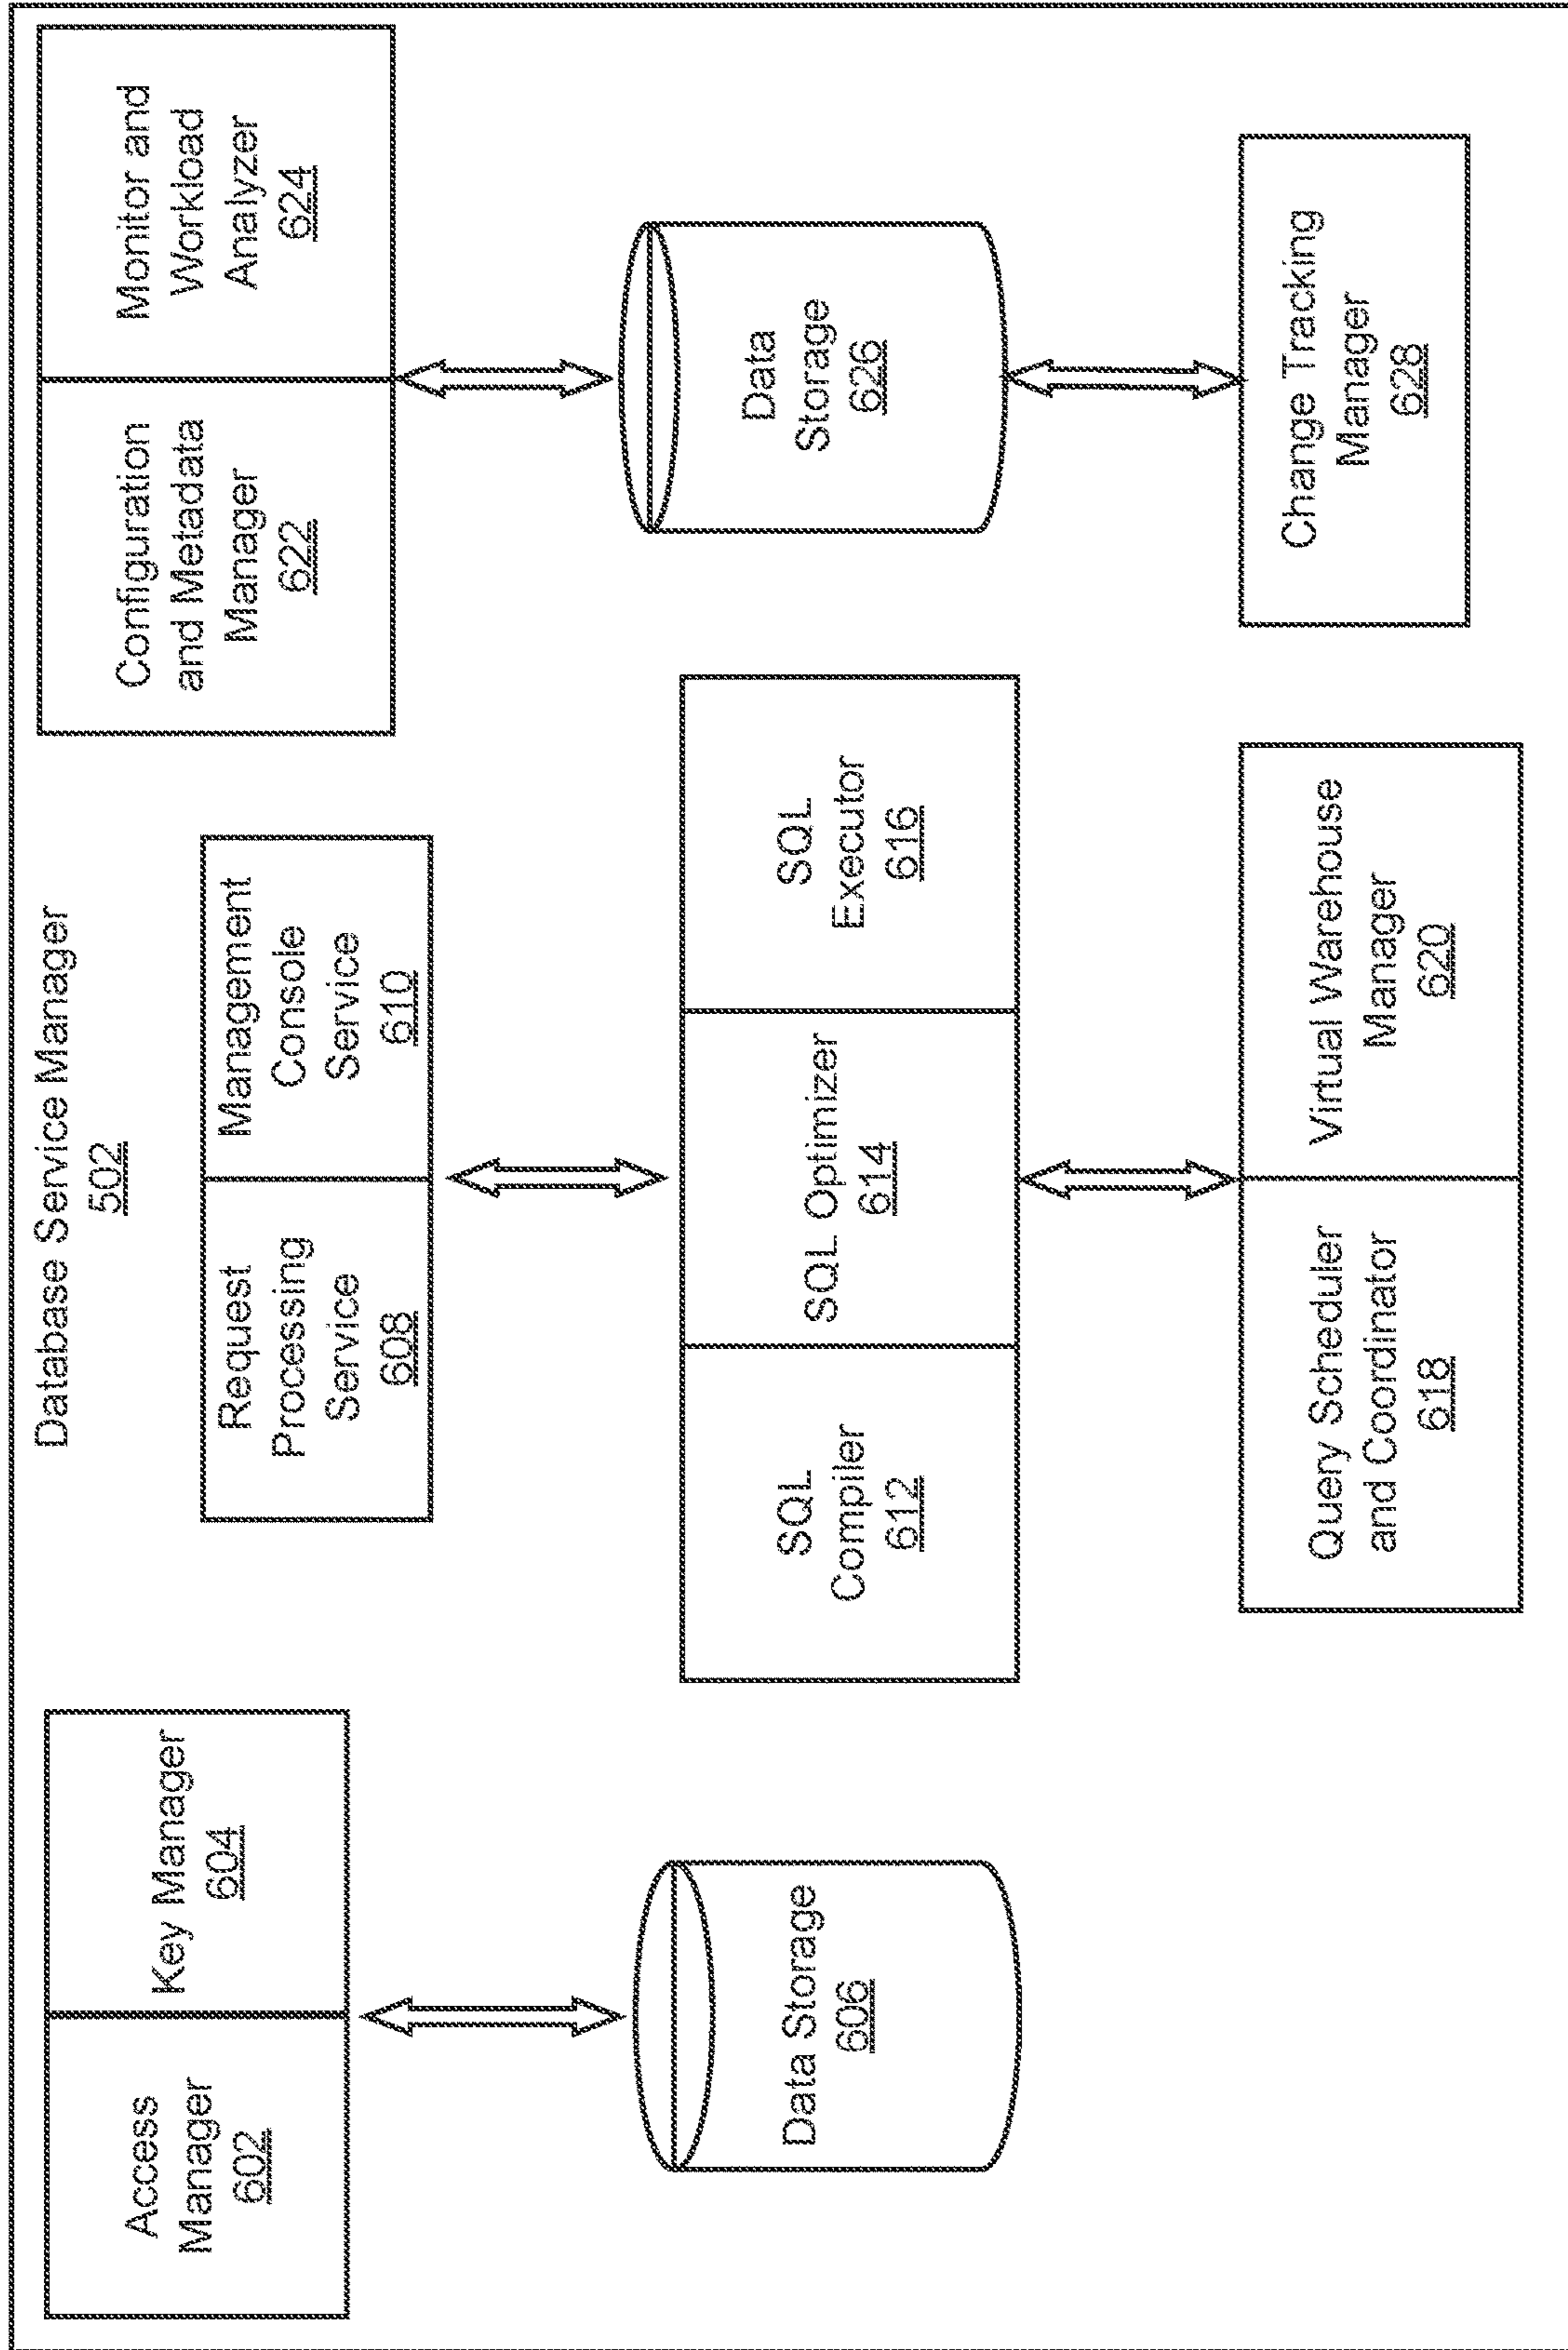 Database Service Manager
502
Access
Manager
602
Key Manager
604
Data Storage
606
Request
Processing
Service
608
Management
Console
Service
610
SQL
Compiler
612
SQL Optimizer
614
SQL
Executor
616
Query Scheduler
and Coordinator
618
Virtual Warehouse
Manager
620
Configuration
and Metadata
Manager
622
Monitor and
Workload
Analyzer
624
Data
Storage
626
Change Tracking
Manager
628